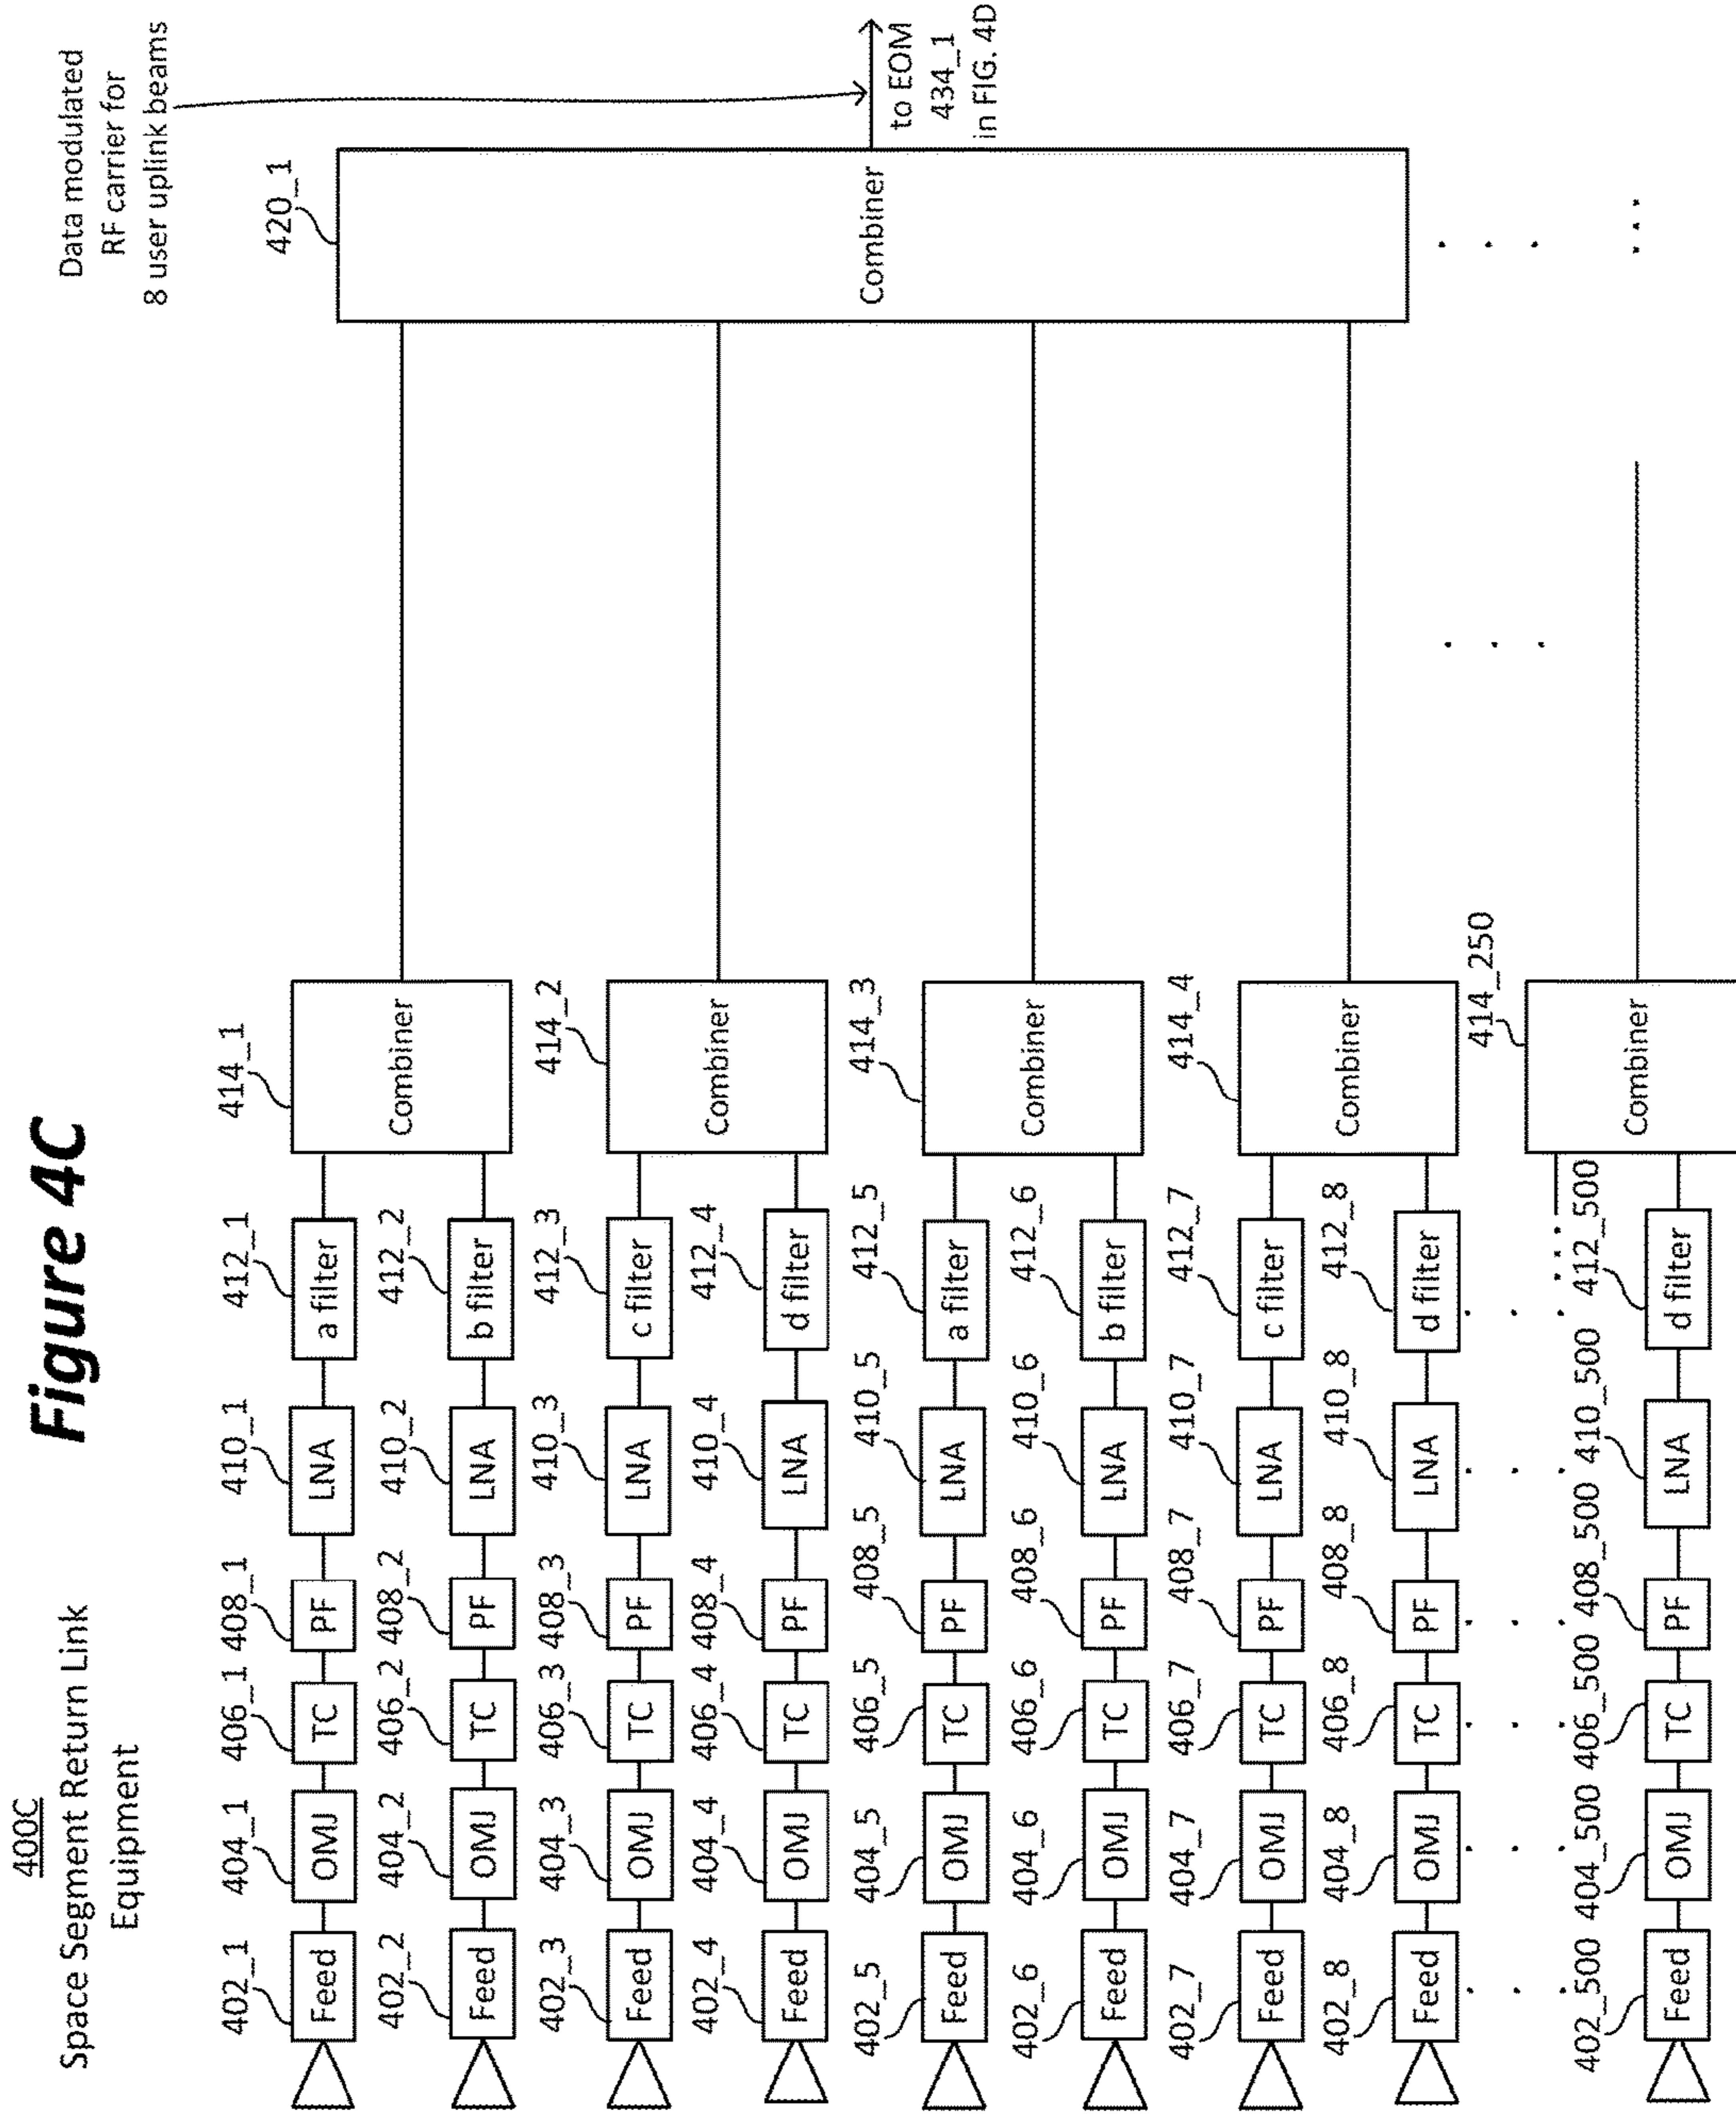 400C
Space Segment Return Link
Equipment
Figure 4C
Data modulated
RF carrier for
8 user uplink beams
402_1 404_1 406_1 408_1 410_1 412_1 414_1 420_1
Feed OMJ TC PF LNA a filter Combiner
402_2 404_2 406_2 408_2 410_2 412_2
Feed OMJ TC PF LNA b filter
402_3 404_3 406_3 408_3 410_3 412_3 414_2
Feed OMJ TC PF LNA c filter Combiner
402_4 404_4 406_4 408_4 410_4 412_4
Feed OMJ TC PF LNA d filter
Combiner
to EOM
434_1
in FIG. 4D
402_5 404_5 406_5 408_5 410_5 412_5 414_3
Feed OMJ TC PF LNA a filter Combiner
402_6 404_6 406_6 408_6 410_6 412_6
Feed OMJ TC PF LNA b filter
402_7 404_7 406_7 408_7 410_7 412_7 414_4
Feed OMJ TC PF LNA c filter Combiner
402_8 404_8 406_8 408_8 410_8 412_8
Feed OMJ TC PF LNA d filter
402_500 404_500 406_500 408_500 410_500 412_500 414_250
Feed OMJ TC PF LNA d filter Combiner